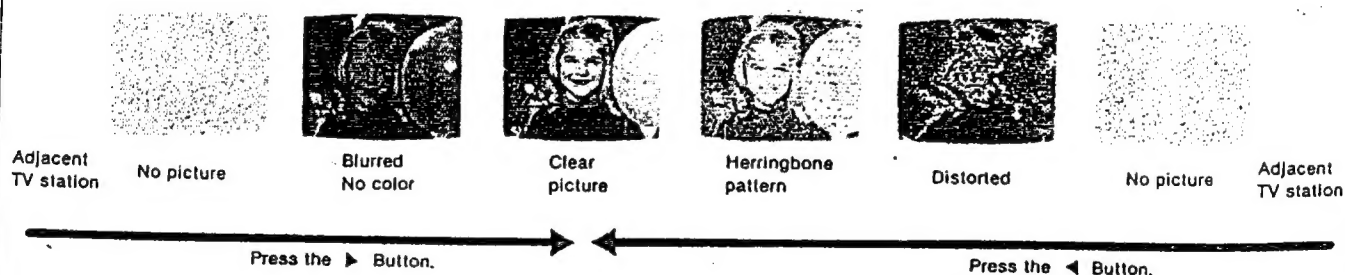 Adjacent
TV station
No picture
Blurred
No color
Clear
picture
Herringbone
pattern
Distorted
No picture
Adjacent
TV station
Press the ▶ Button.
Press the ◀ Button.